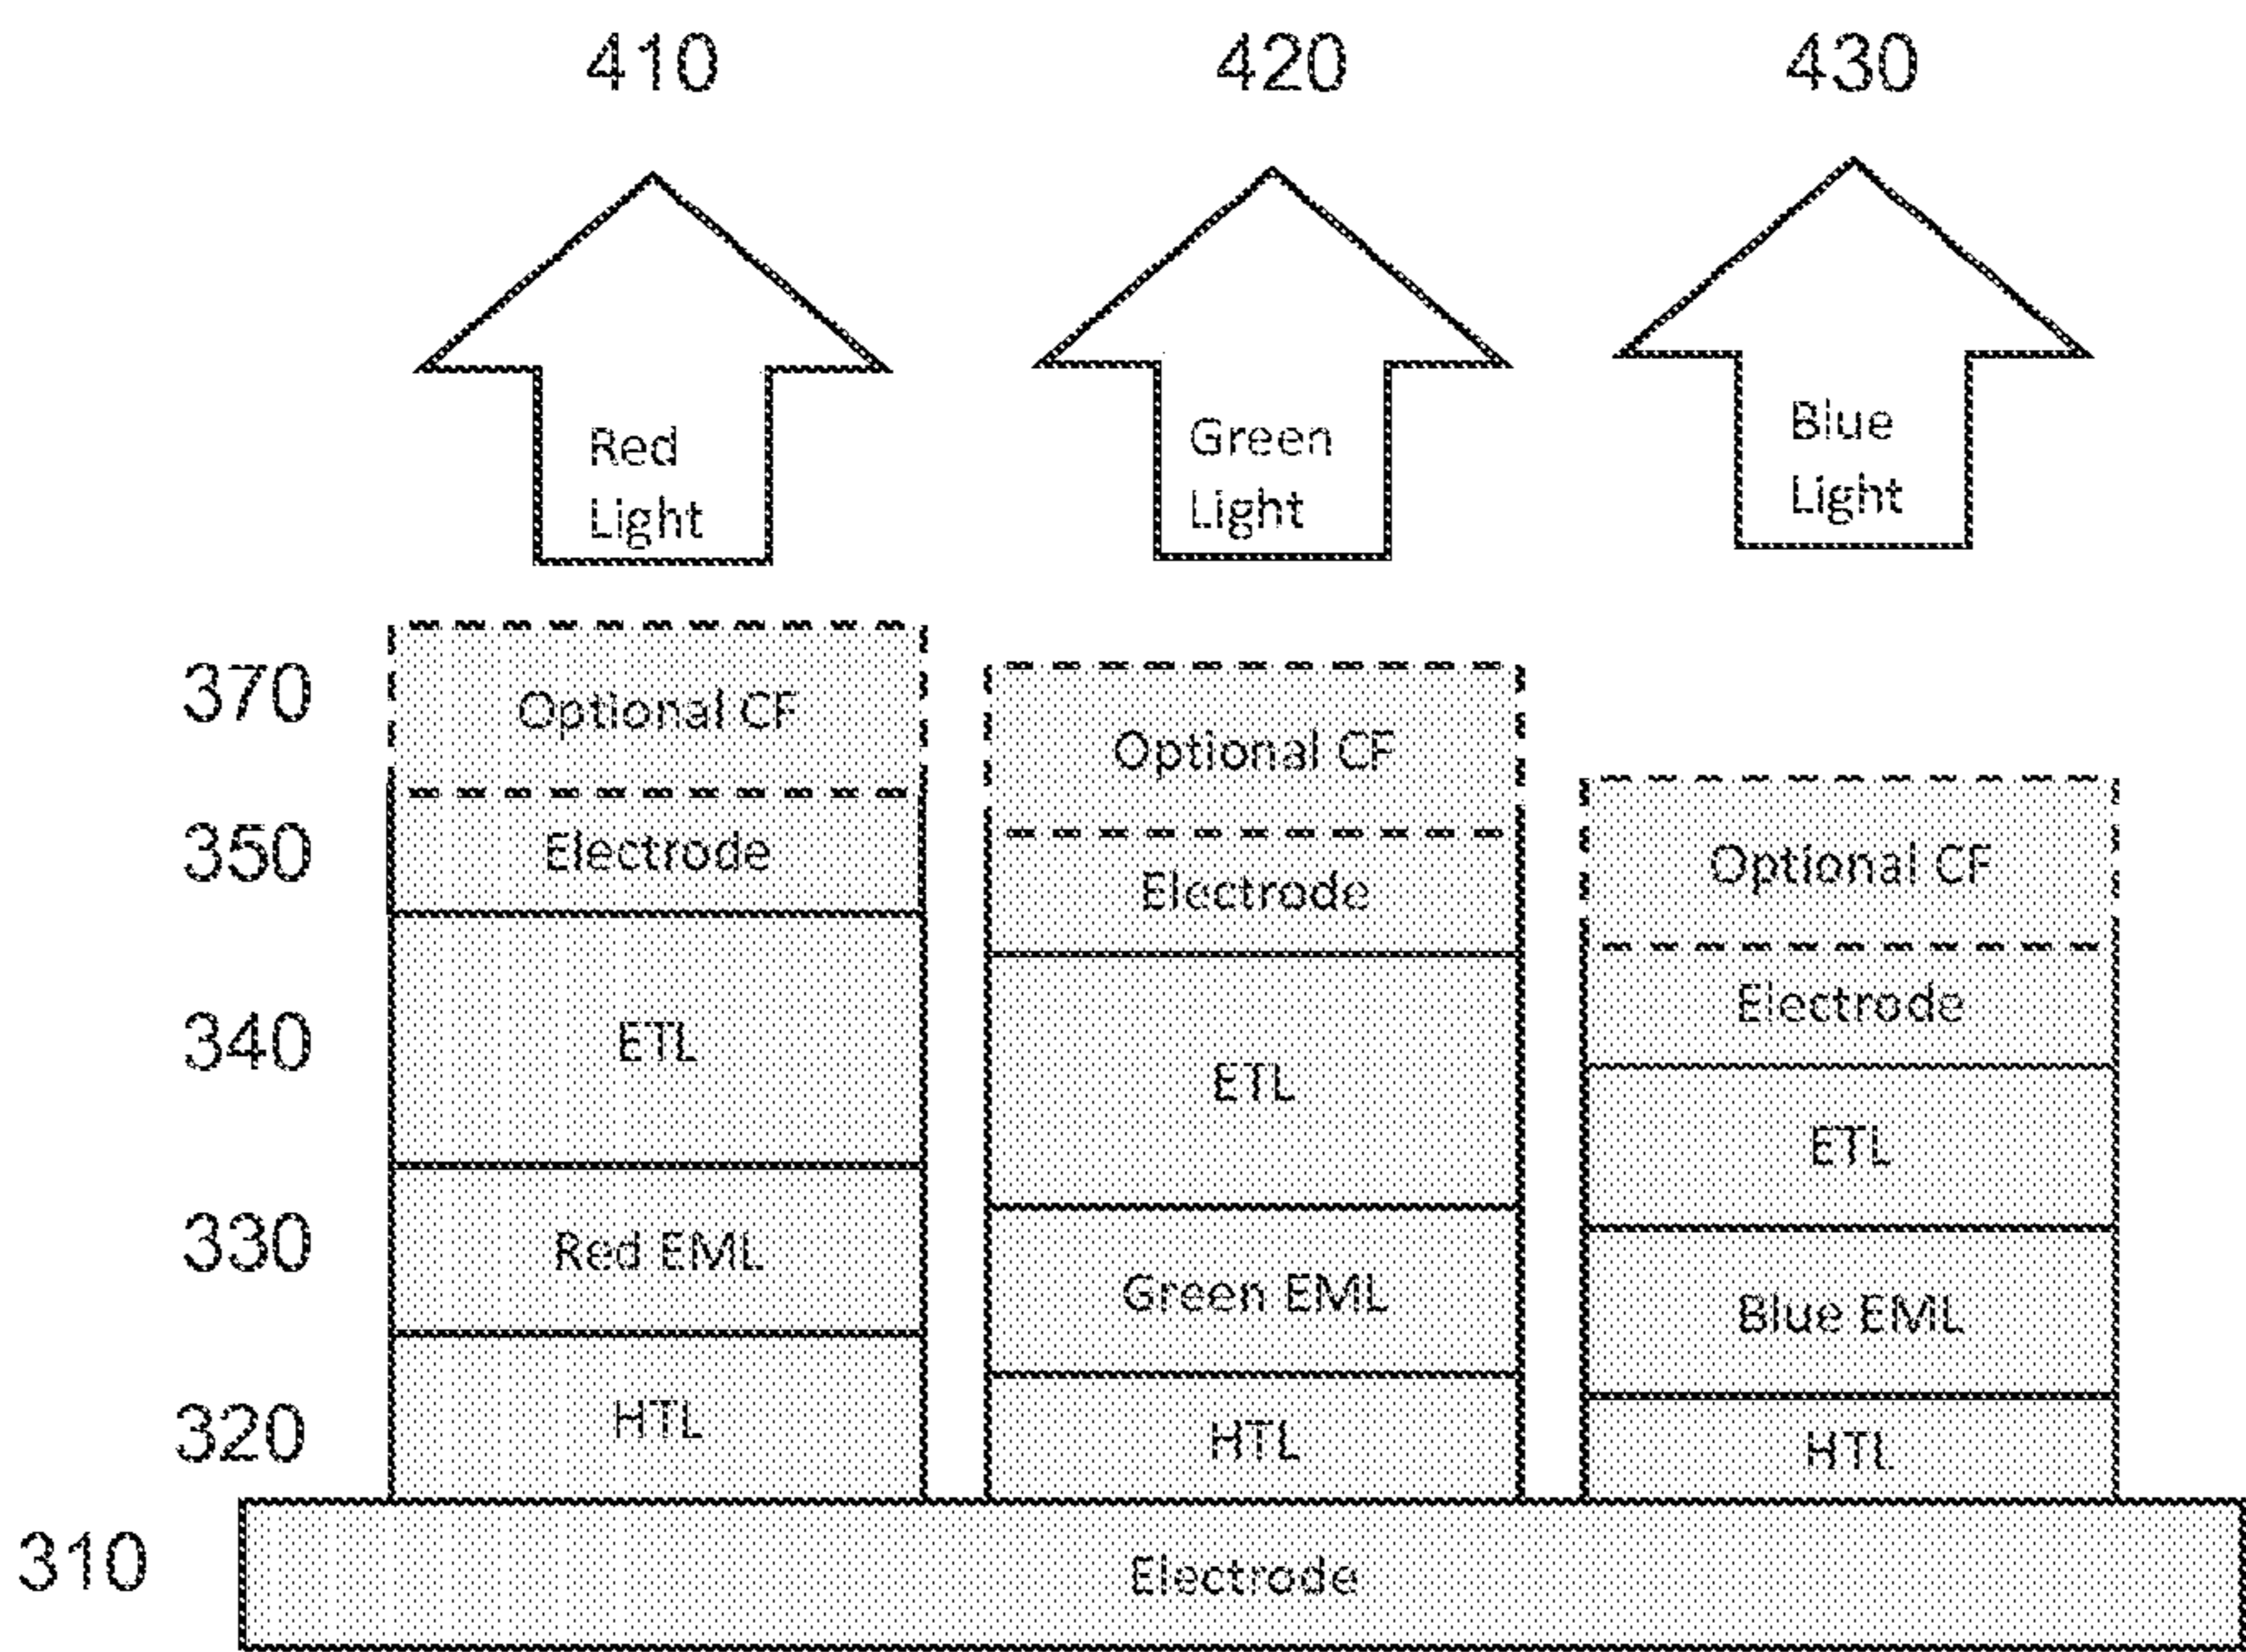 410
420
430
Red
Light
Green
Light
Blue
Light
370
Optional CF
Optional CF
Optional CF
350
Electrode
Electrode
Electrode
340
ETL
ETL
ETL
330
Red EML
Green EML
Blue EML
320
HTL
HTL
HTL
310
Electrode